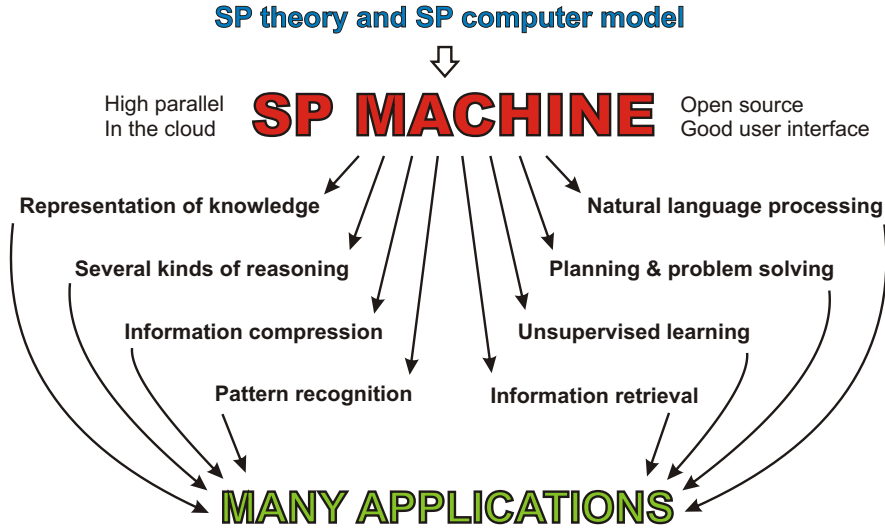 SP theory and SP computer model
High parallel
In the cloud
SP MACHINE
Open source
Good user interface
Representation of knowledge
Natural language processing
Several kinds of reasoning
Planning & problem solving
Information compression
Unsupervised learning
Pattern recognition
Information retrieval
MANY APPLICATIONS